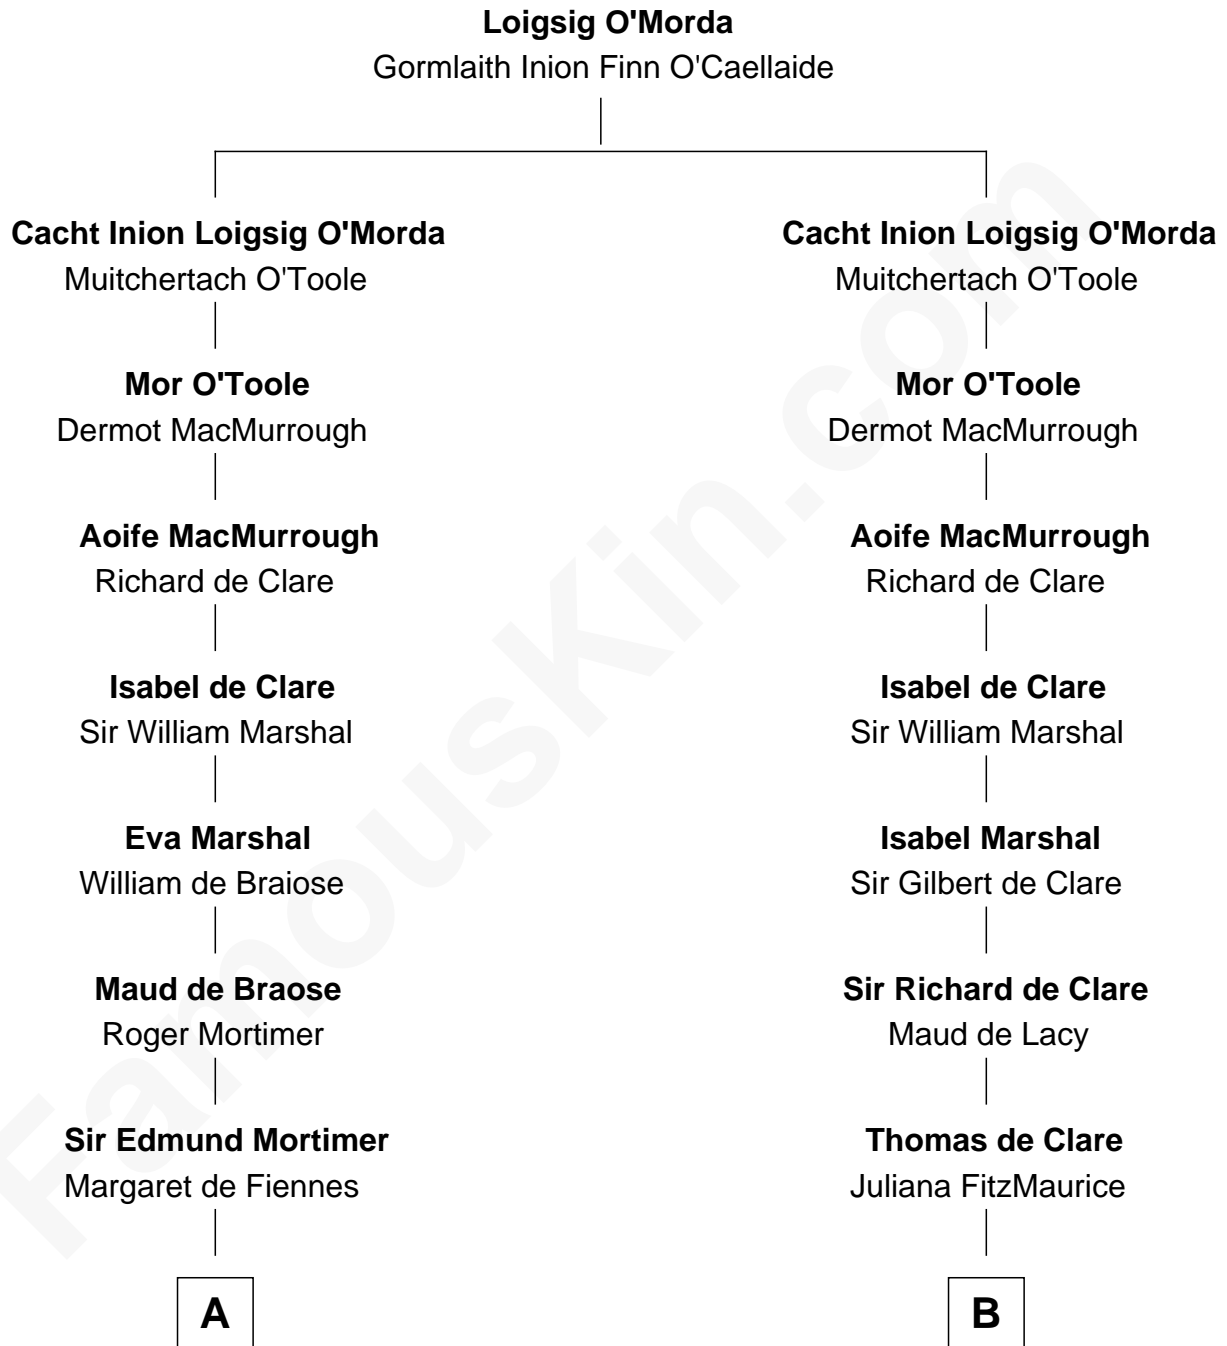 Loigsig O'Morda
Gormlaith Inion Finn O'Caellaide
Cacht Inion Loigsig O'Morda
Muitchertach O'Toole
Mor O'Toole
Dermot MacMurrough
Aoife MacMurrough
Richard de Clare
Isabel de Clare
Sir William Marshal
Eva Marshal
William de Braiose
Maud de Braose
Roger Mortimer
Sir Edmund Mortimer
Margaret de Fiennes
A
Cacht Inion Loigsig O'Morda
Muitchertach O'Toole
Mor O'Toole
Dermot MacMurrough
Aoife MacMurrough
Richard de Clare
Isabel de Clare
Sir William Marshal
Isabel Marshal
Sir Gilbert de Clare
Sir Richard de Clare
Maud de Lacy
Thomas de Clare
Juliana FitzMaurice
B
FamousKin.com